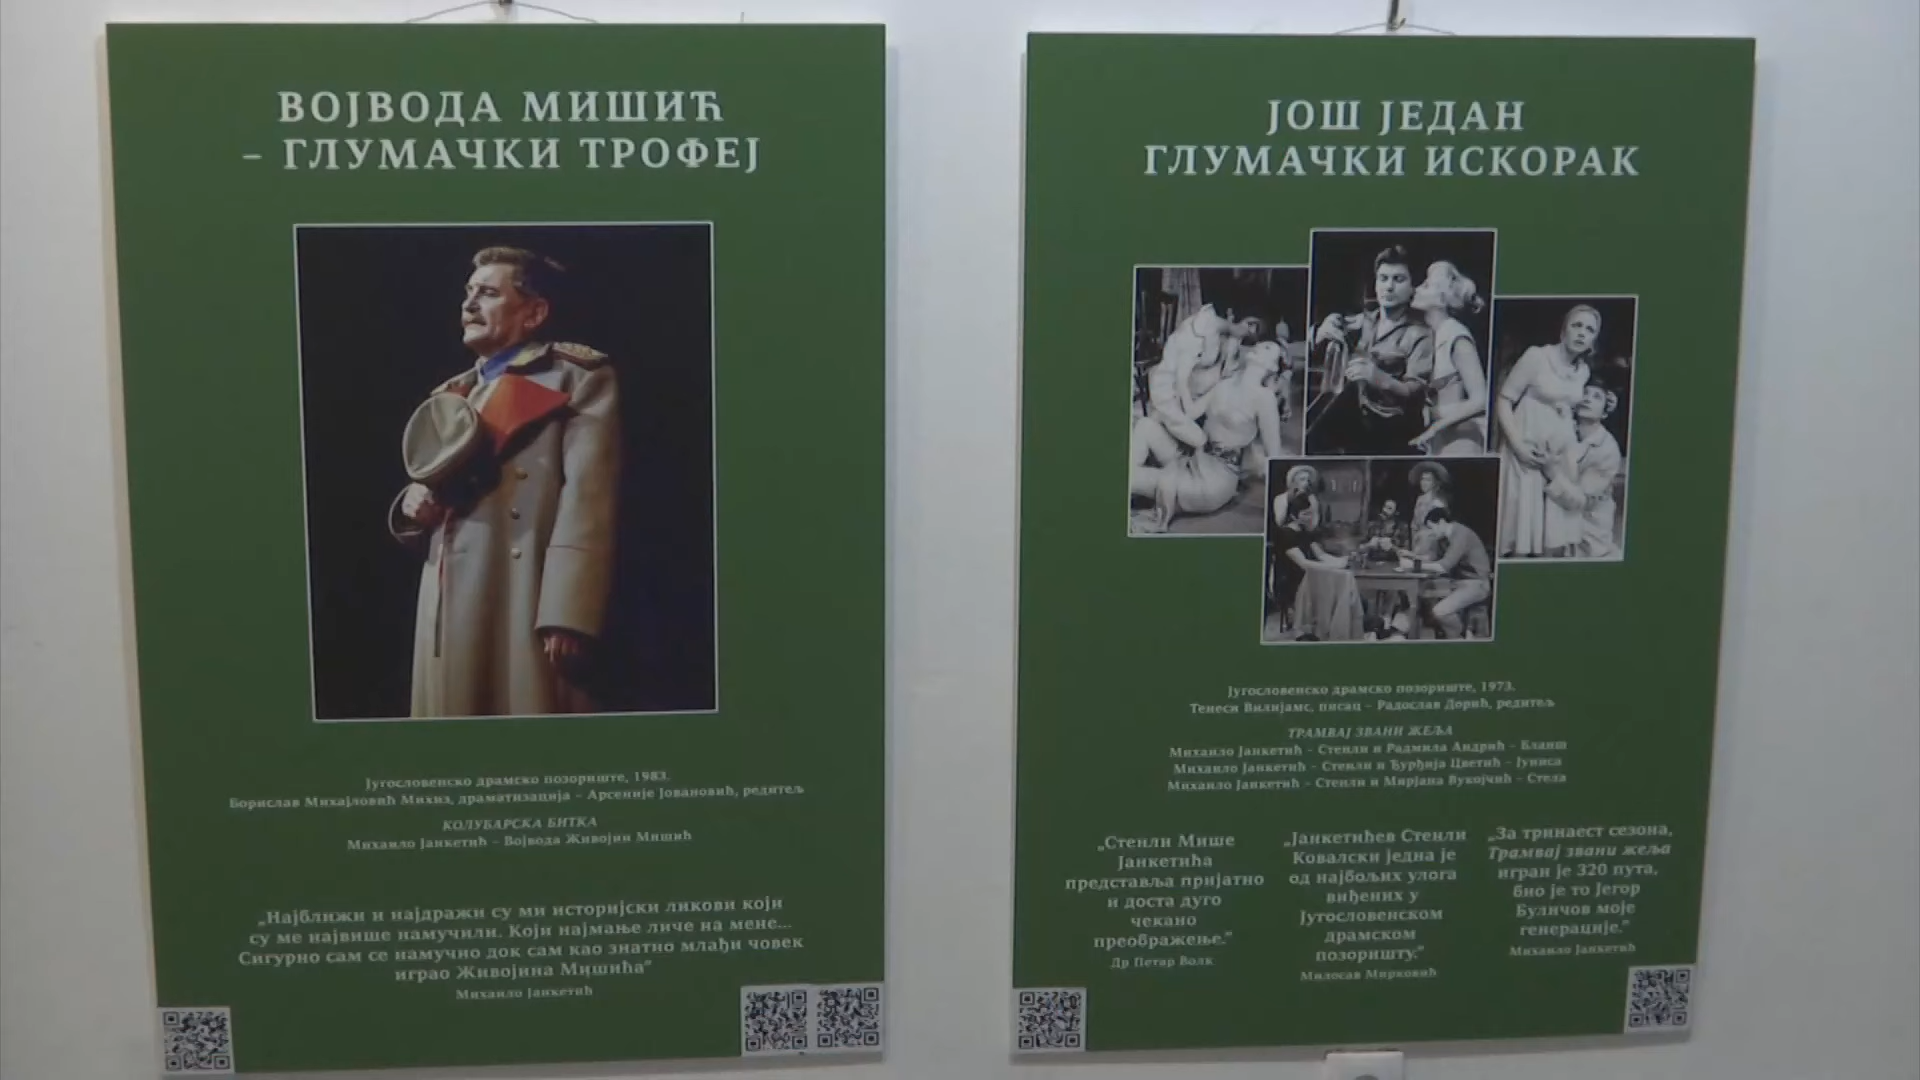 ВОЈВОДА МИШИЋ
– ГЛУМАЧКИ ТРОФЕЈ
Југословенско драмско позориште, 1983.
Борислав Михајловић Михиз, драматизација – Арсеније Јовановић, редитељ
КОЛУБАРСКА БИТКА
Михаило Јанкетић – Војвода Живојин Мишић
„Најближи и најдражи су ми историјски ликови који
су ме највише намучили. Који најмање личе на мене...
Сигурно сам се намучио док сам као знатно млађи човек
играо Живојина Мишића“
Михаило Јанкетић
ЈОШ ЈЕДАН
ГЛУМАЧКИ ИСКОРАК
Југословенско драмско позориште, 1973.
Тенеси Вилијамс, писац – Радослав Дорић, редитељ
ТРАМВАЈ ЗВАНИ ЖЕЉА
Михаило Јанкетић – Стенли и Радмила Андрић – Бланш
Михаило Јанкетић – Стенли и Ђурђија Цветић – Јуниса
Михаило Јанкетић – Стенли и Мирјана Вукојчић – Стела
„Стенли Мише
Јанкетића
представља пријатно
и доста дуго
чекано
преображење.“
Др Петар Волк
„Јанкетићев Стенли
Ковалски једна је
од најбољих улога
виђених у
Југословенском
драмском
позоришту.“
Милосав Мирковић
„За тринаест сезона,
Трамвај звани жеља
игран је 320 пута,
био је то Јегор
Буличов моје
генерације.“
Михаило Јанкетић